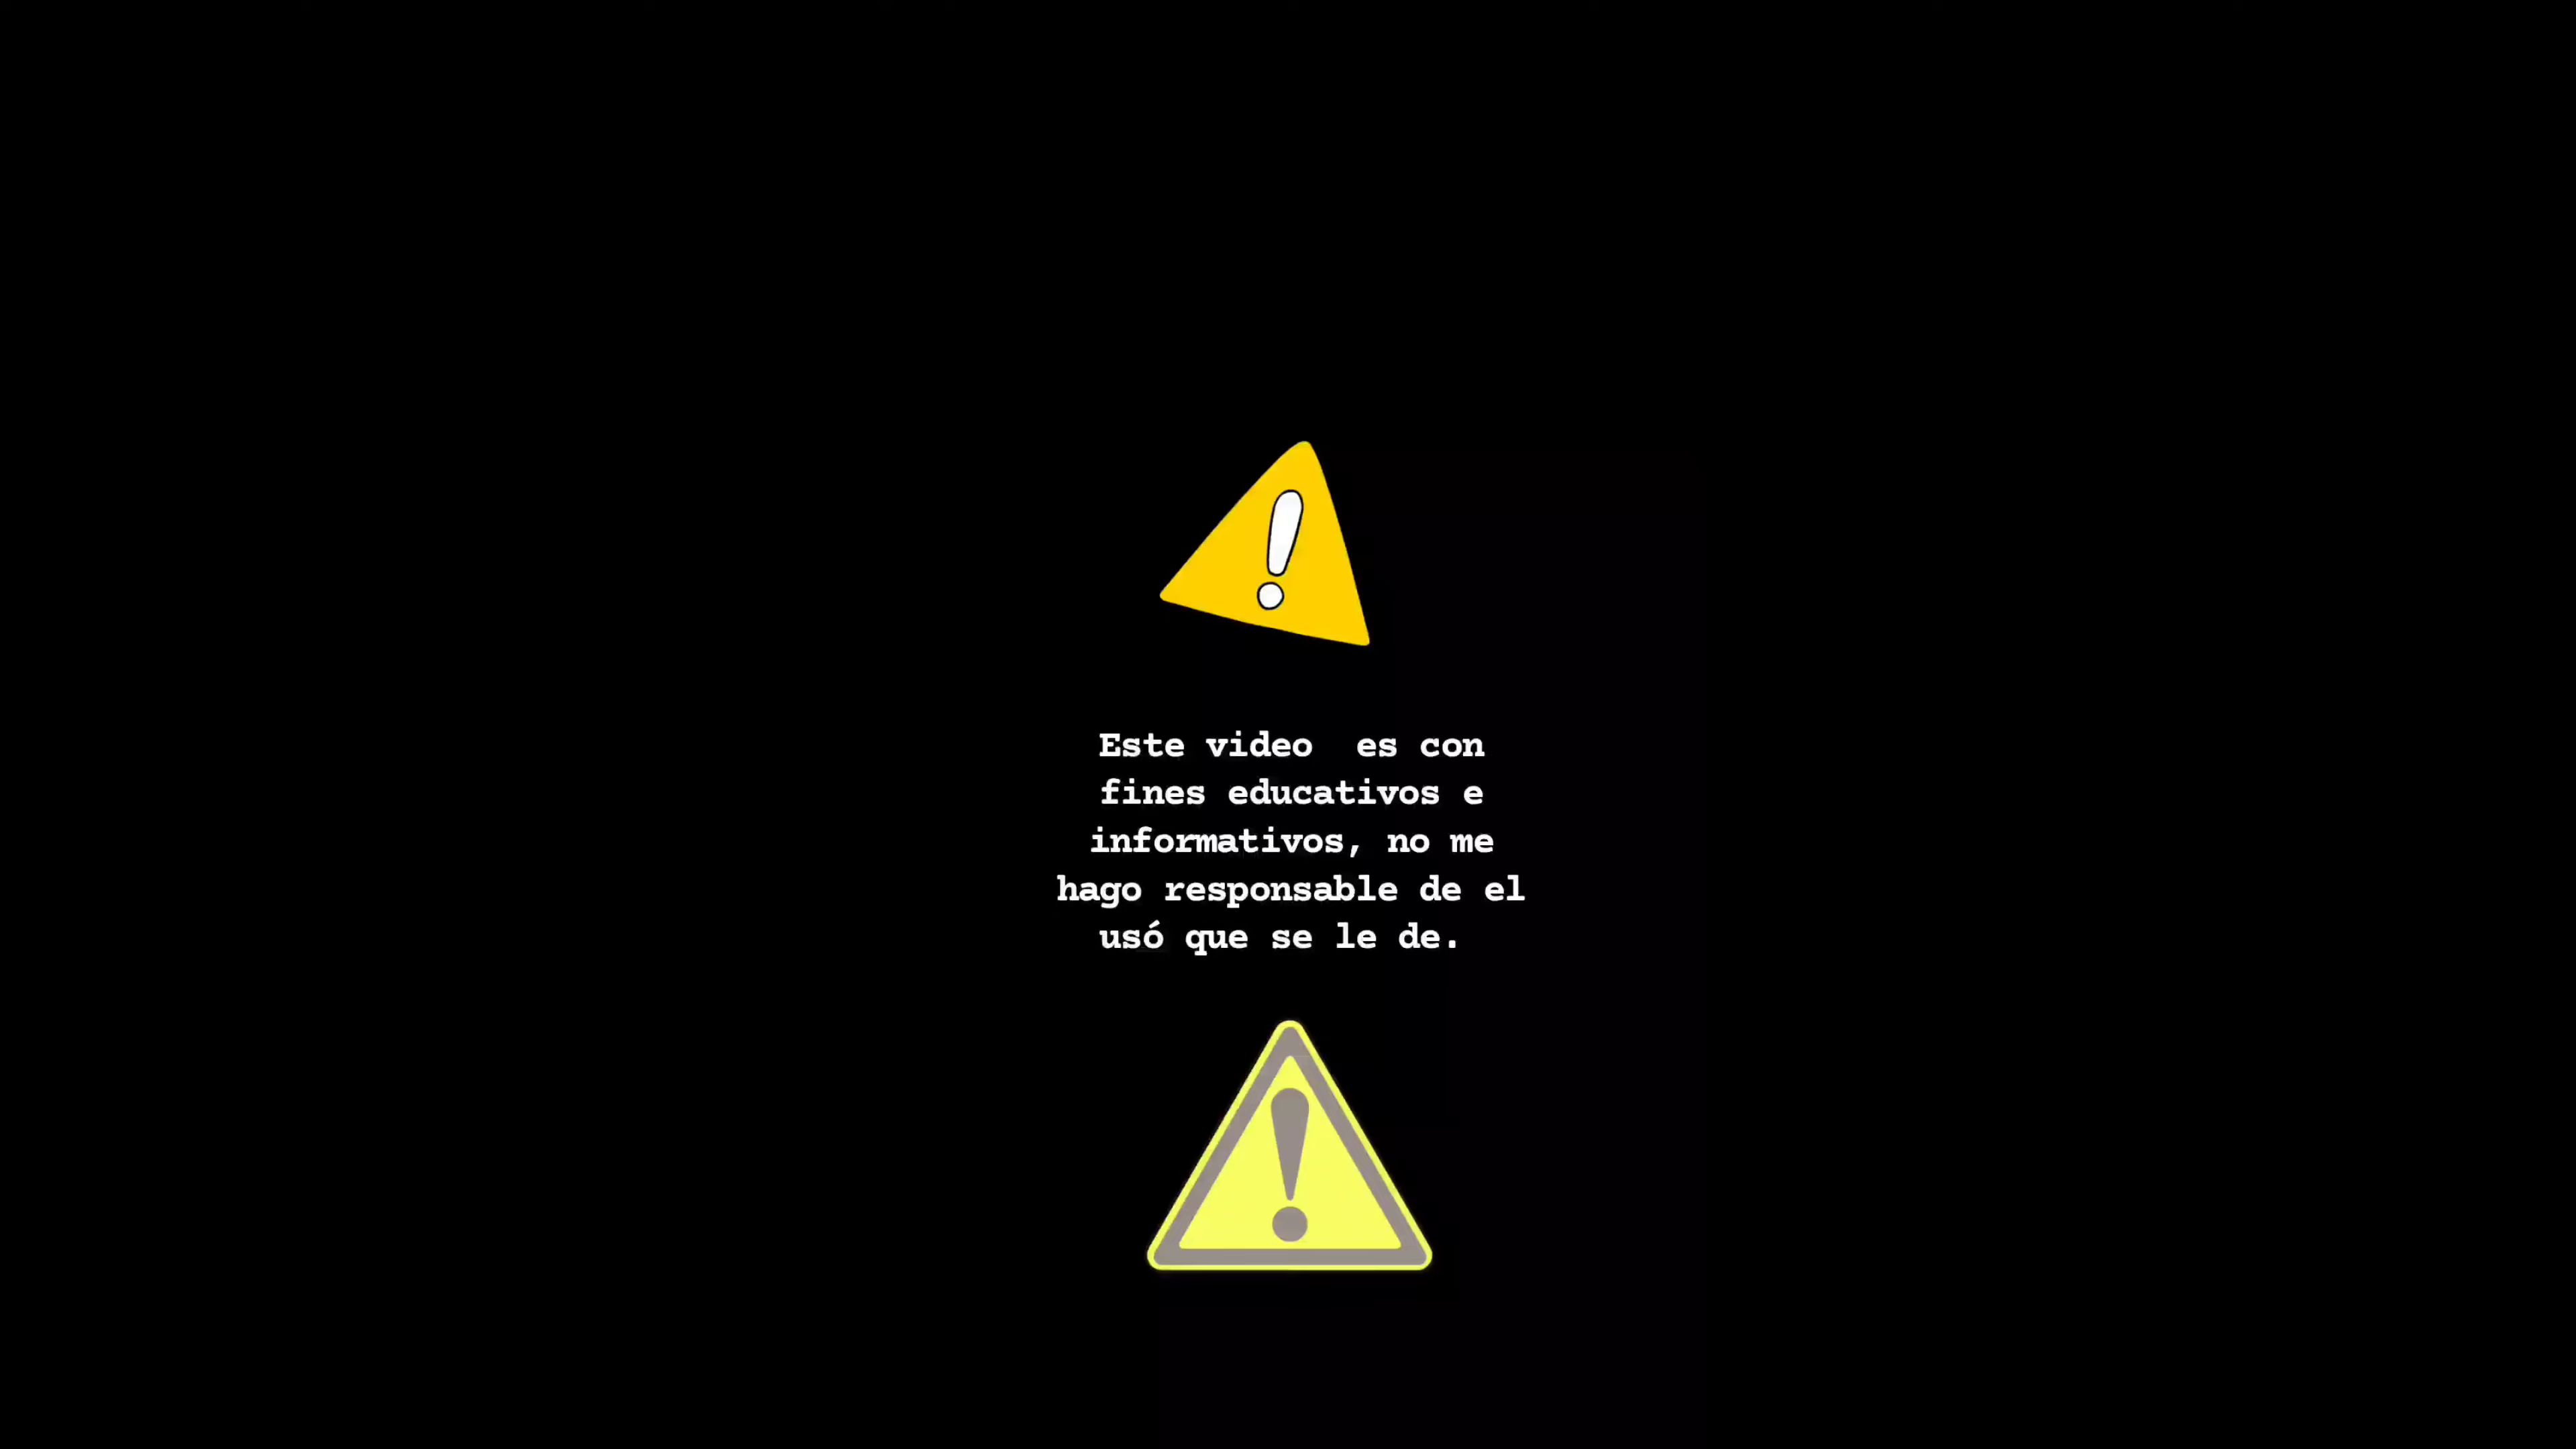 Este video  es con
fines educativos e
informativos, no me
hago responsable de el
usó que se le de.